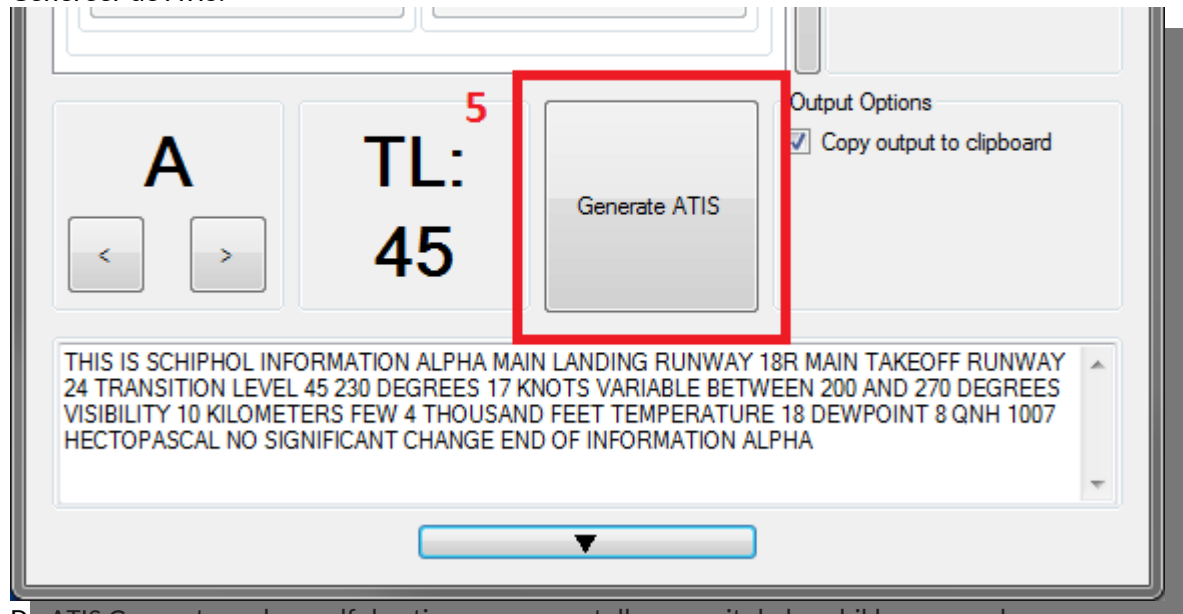 5
Output Options
A
TL:
45
Copy output to clipboard
Generate ATIS
<
>
THIS IS SCHIPHOL INFORMATION ALPHA MAIN LANDING RUNWAY 18R MAIN TAKEOFF RUNWAY
24 TRANSITION LEVEL 45 230 DEGREES 17 KNOTS VARIABLE BETWEEN 200 AND 270 DEGREES
VISIBILITY 10 KILOMETERS FEW 4 THOUSAND FEET TEMPERATURE 18 DEWPOINT 8 QNH 1007
HECTOPASCAL NO SIGNIFICANT CHANGE END OF INFORMATION ALPHA